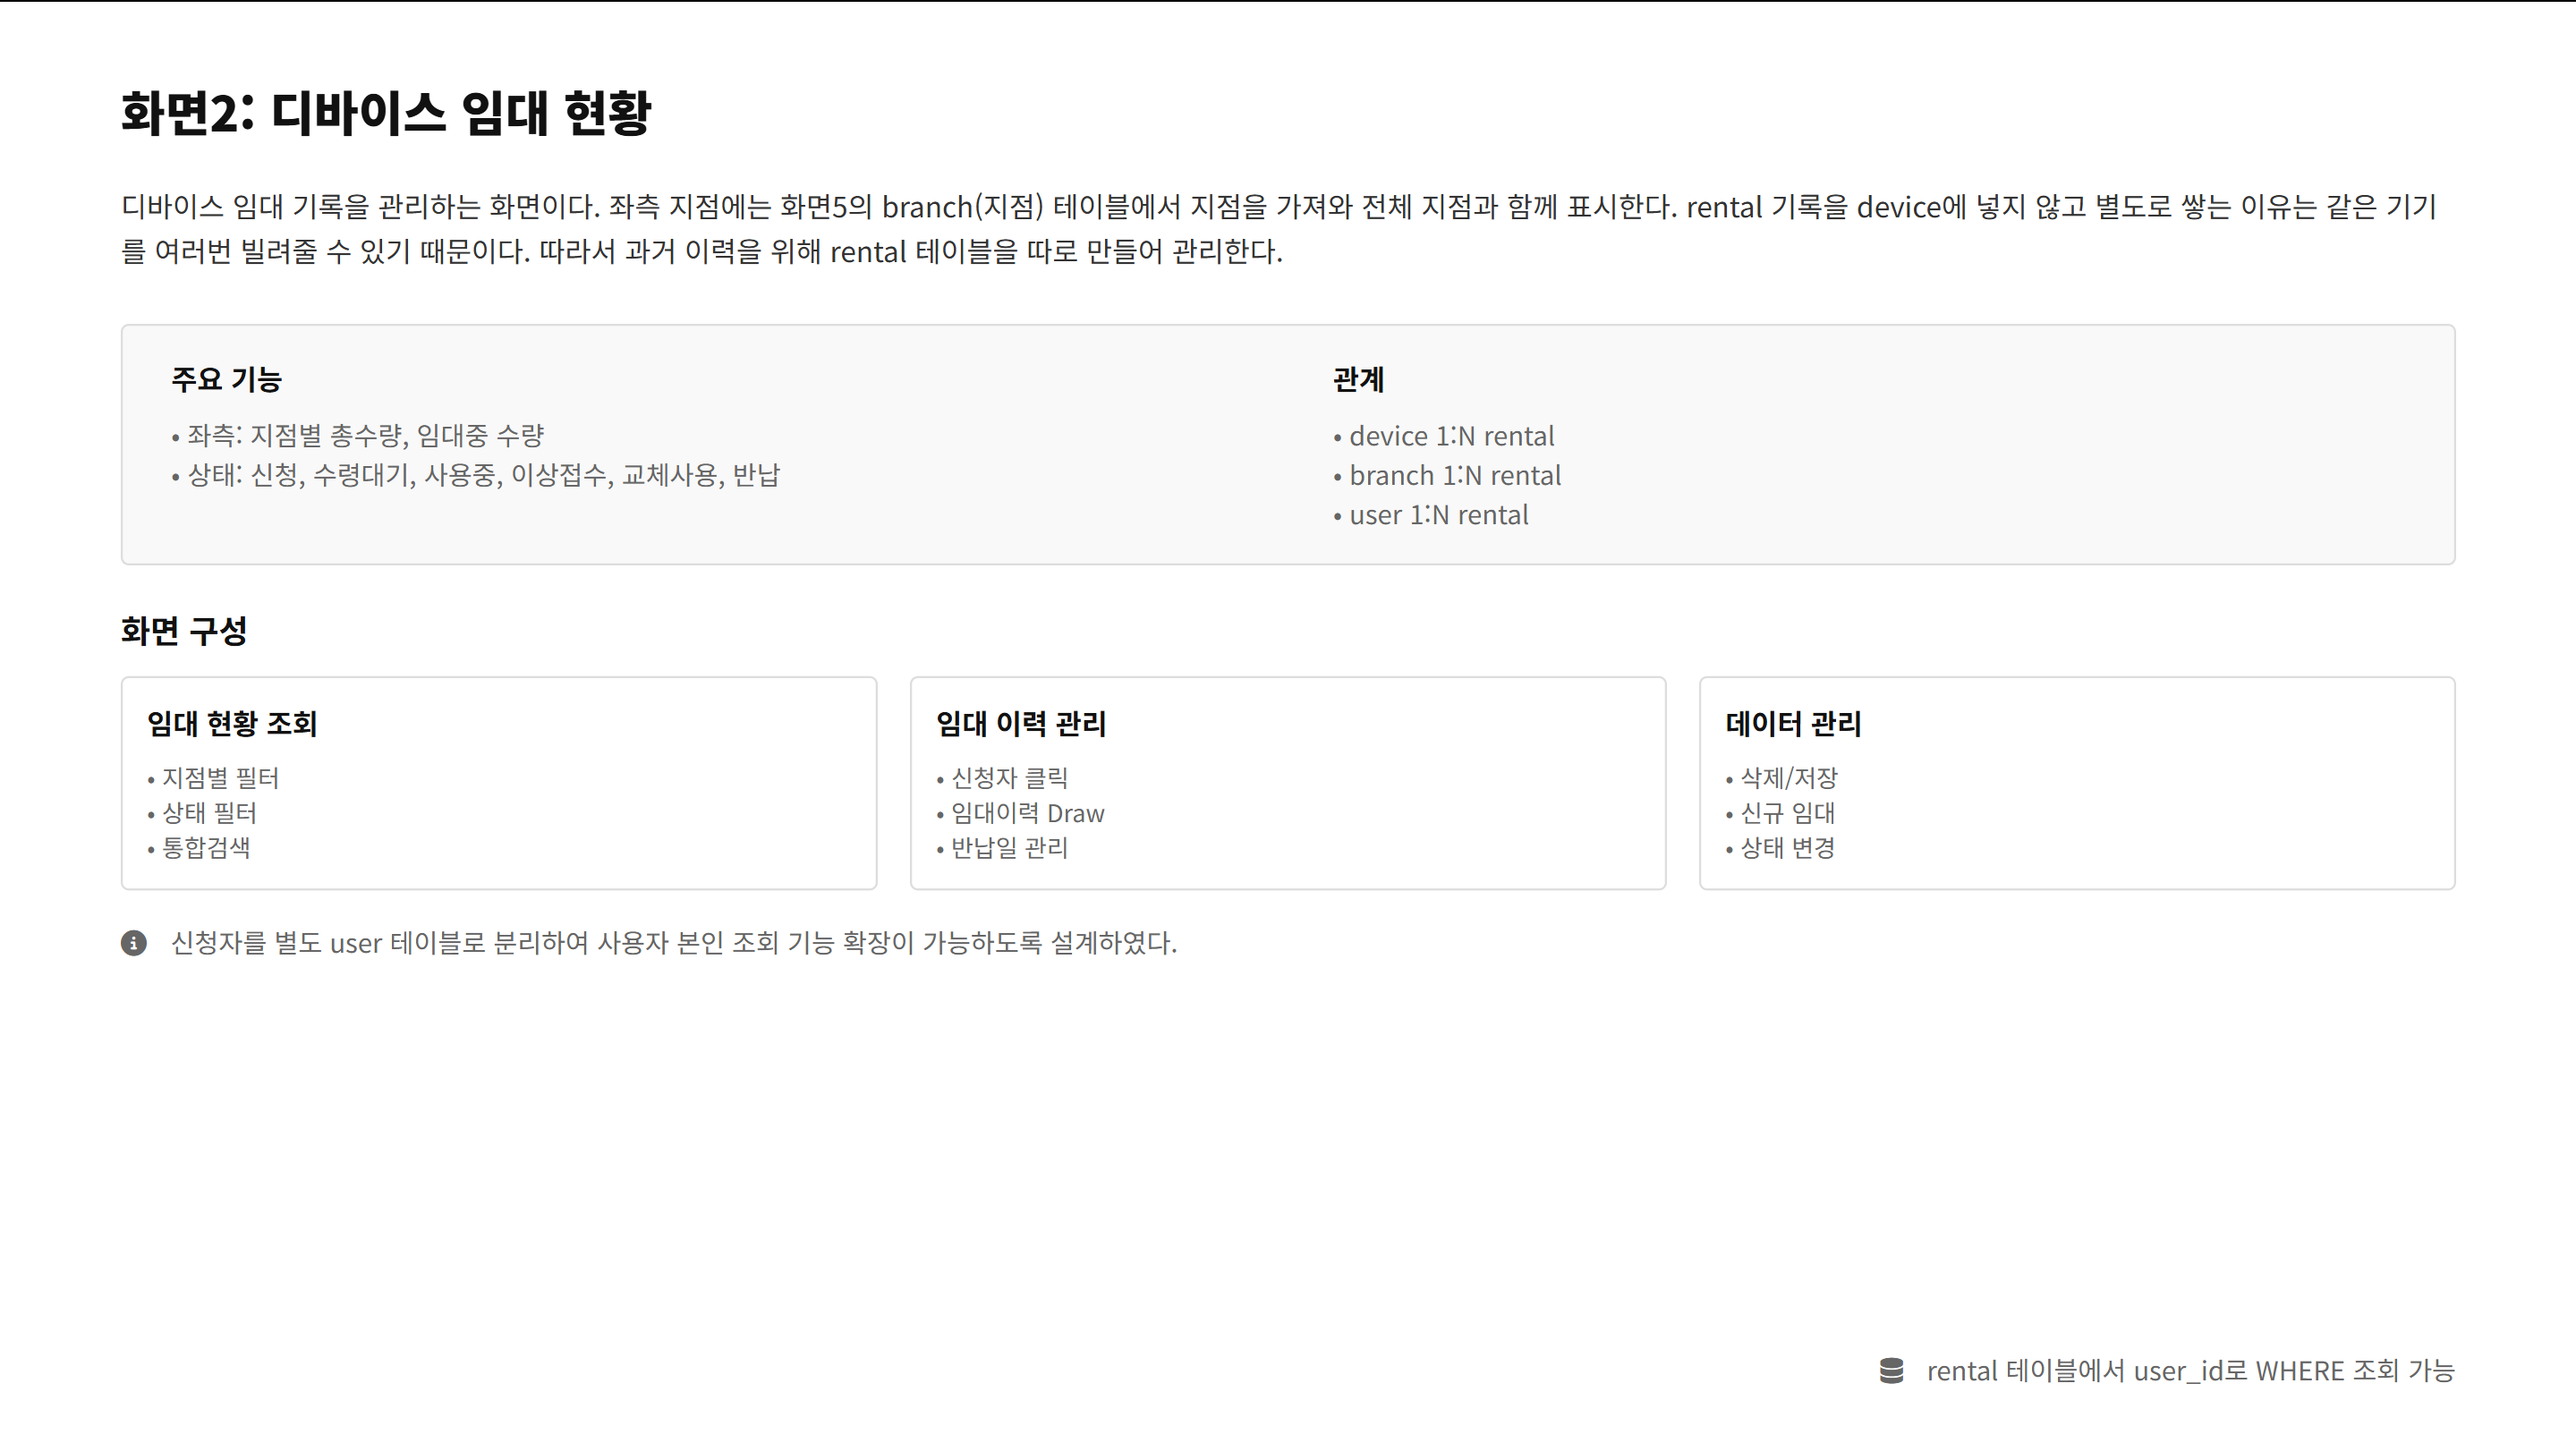 화면2: 디바이스 임대 현황
디바이스 임대 기록을 관리하는 화면이다. 좌측 지점에는 화면5의 branch(지점) 테이블에서 지점을 가져와 전체 지점과 함께 표시한다. rental 기록을 device에 넣지 않고 별도로 쌓는 이유는 같은 기기
를 여러번 빌려줄 수 있기 때문이다. 따라서 과거 이력을 위해 rental 테이블을 따로 만들어 관리한다.
주요 기능
• 좌측: 지점별 총수량, 임대중 수량
• 상태: 신청, 수령대기, 사용중, 이상접수, 교체사용, 반납
관계
• device 1:N rental
• branch 1:N rental
• user 1:N rental
화면 구성
임대 현황 조회
• 지점별 필터
• 상태 필터
• 통합검색
임대 이력 관리
• 신청자 클릭
• 임대이력 Draw
• 반납일 관리
데이터 관리
• 삭제/저장
• 신규 임대
• 상태 변경
신청자를 별도 user 테이블로 분리하여 사용자 본인 조회 기능 확장이 가능하도록 설계하였다.
rental 테이블에서 user_id로 WHERE 조회 가능